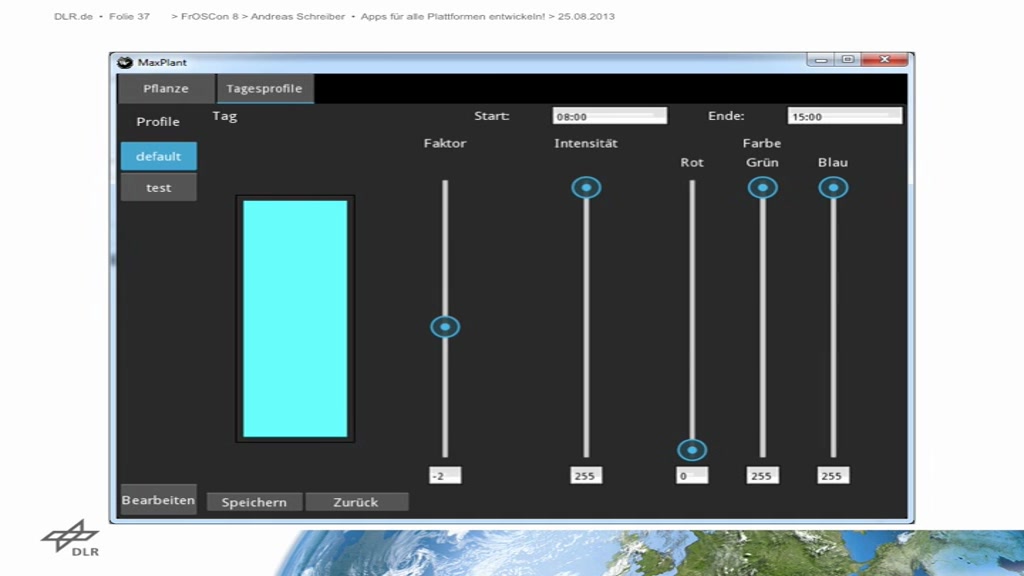 DLR.de • Folie 37 > FrOSCon 8 > Andreas Schreiber • Apps für alle Plattformen entwickeln! > 25.08.2013
MaxPlant
Pflanze Tagesprofile
Profile Tag Start: 08:00 Ende: 15:00
Faktor Intensität Farbe
Rot Grün Blau
default
test
-2 255 0 255 255
Bearbeiten Speichern Zurück
DLR